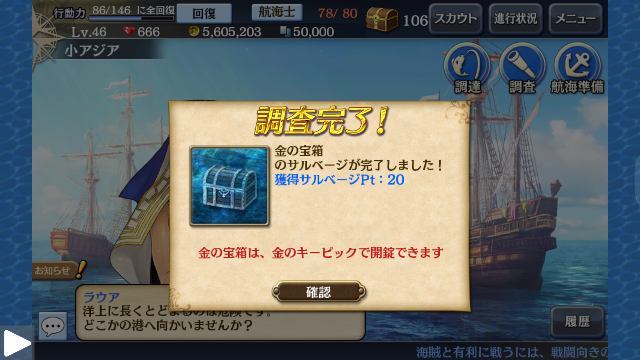 行動力 86/146 に全回復
回復
航海士 78/ 80
106
スカウト
進行状況
メニュー
Lv.46 666 5,605,203 50,000
小アジア
調達
調査
航海準備
調査完了！
金の宝箱
のサルベージが完了しました！
獲得サルベージPt：20
金の宝箱は、金のキーピックで開錠できます
確認
お知らせ！
ラウア
洋上に長くとどまるのは危険です。
どこかの港へ向かいませんか？
履歴
海賊と有利に戦うには、戦闘向きの